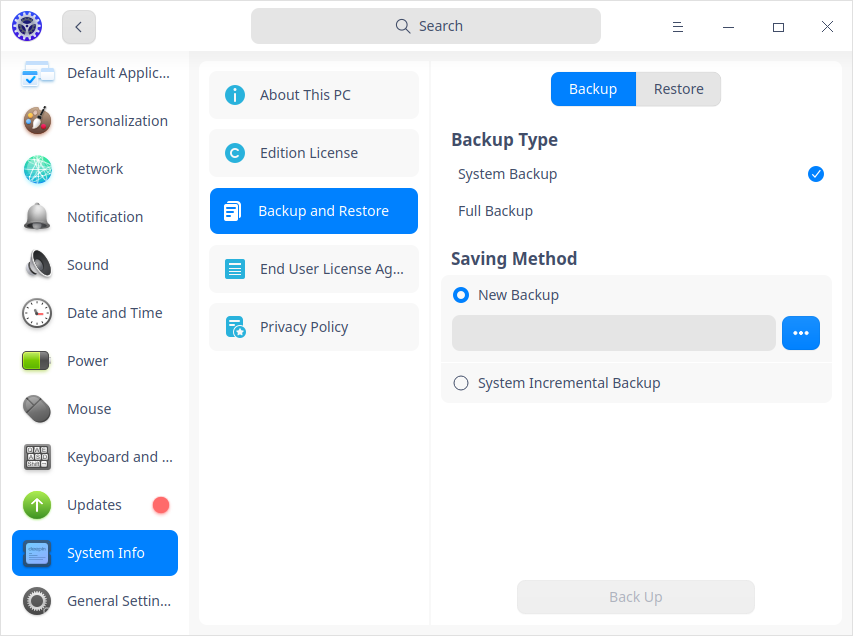 Search
Default Applic...
Personalization
Network
Notification
Sound
Date and Time
Power
Mouse
Keyboard and ...
Updates
System Info
General Settin...
About This PC
Edition License
Backup and Restore
End User License Ag...
Privacy Policy
Backup
Restore
Backup Type
System Backup
Full Backup
Saving Method
New Backup
System Incremental Backup
Back Up